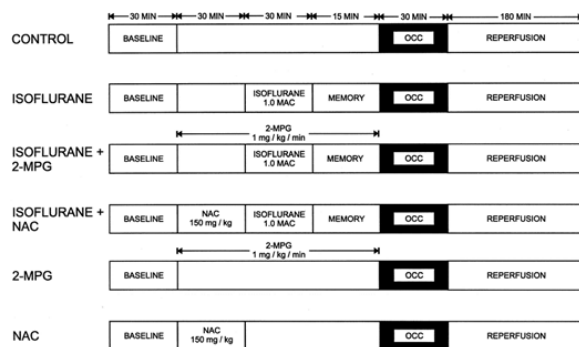 30 MIN 30 MIN 30 MIN 15 MIN 30 MIN 180 MIN
CONTROL BASELINE OCC REPERFUSION
ISOFLURANE BASELINE ISOFLURANE MEMORY OCC REPERFUSION
1.0 MAC
2-MPG
1 mg / kg / min
ISOFLURANE + BASELINE ISOFLURANE MEMORY OCC REPERFUSION
2-MPG 1.0 MAC
ISOFLURANE + BASELINE NAC ISOFLURANE MEMORY OCC REPERFUSION
NAC 150 mg / kg 1.0 MAC
2-MPG
1 mg / kg / min
2-MPG BASELINE OCC REPERFUSION
NAC BASELINE NAC OCC REPERFUSION
150 mg / kg